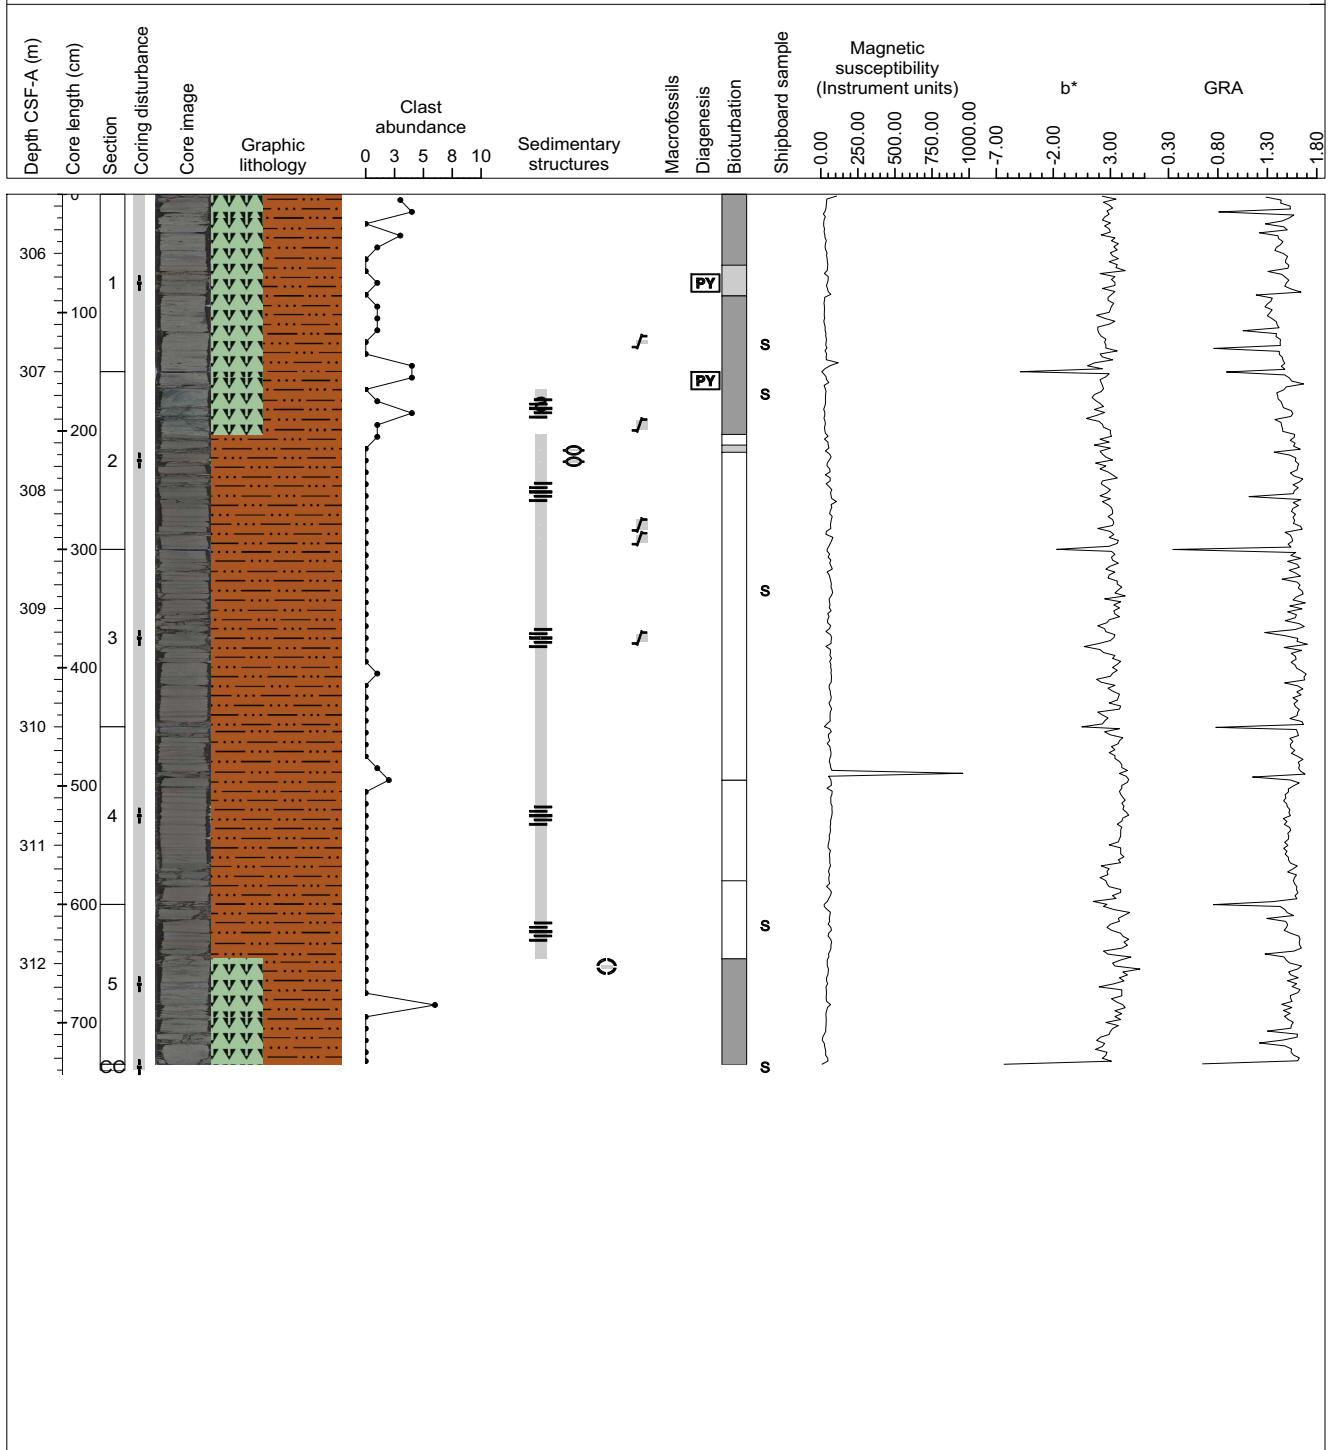 Depth CSF-A (m)
Core length (cm)
Section
Coring disturbance
Core image
Graphic
lithology
Clast
abundance
0 3 5 8 10
Sedimentary
structures
Macrofossils
Diagenesis
Bioturbation
Shipboard sample
Magnetic
susceptibility
(Instrument units)
0.00
250.00
500.00
750.00
1000.00
b*
-7.00
-2.00
3.00
GRA
0.30
0.80
1.30
1.80
0
306
1
PY
100
S
307
PY
S
200
2
308
300
S
309
3
400
310
500
4
311
600
S
312
5
700
CC
S